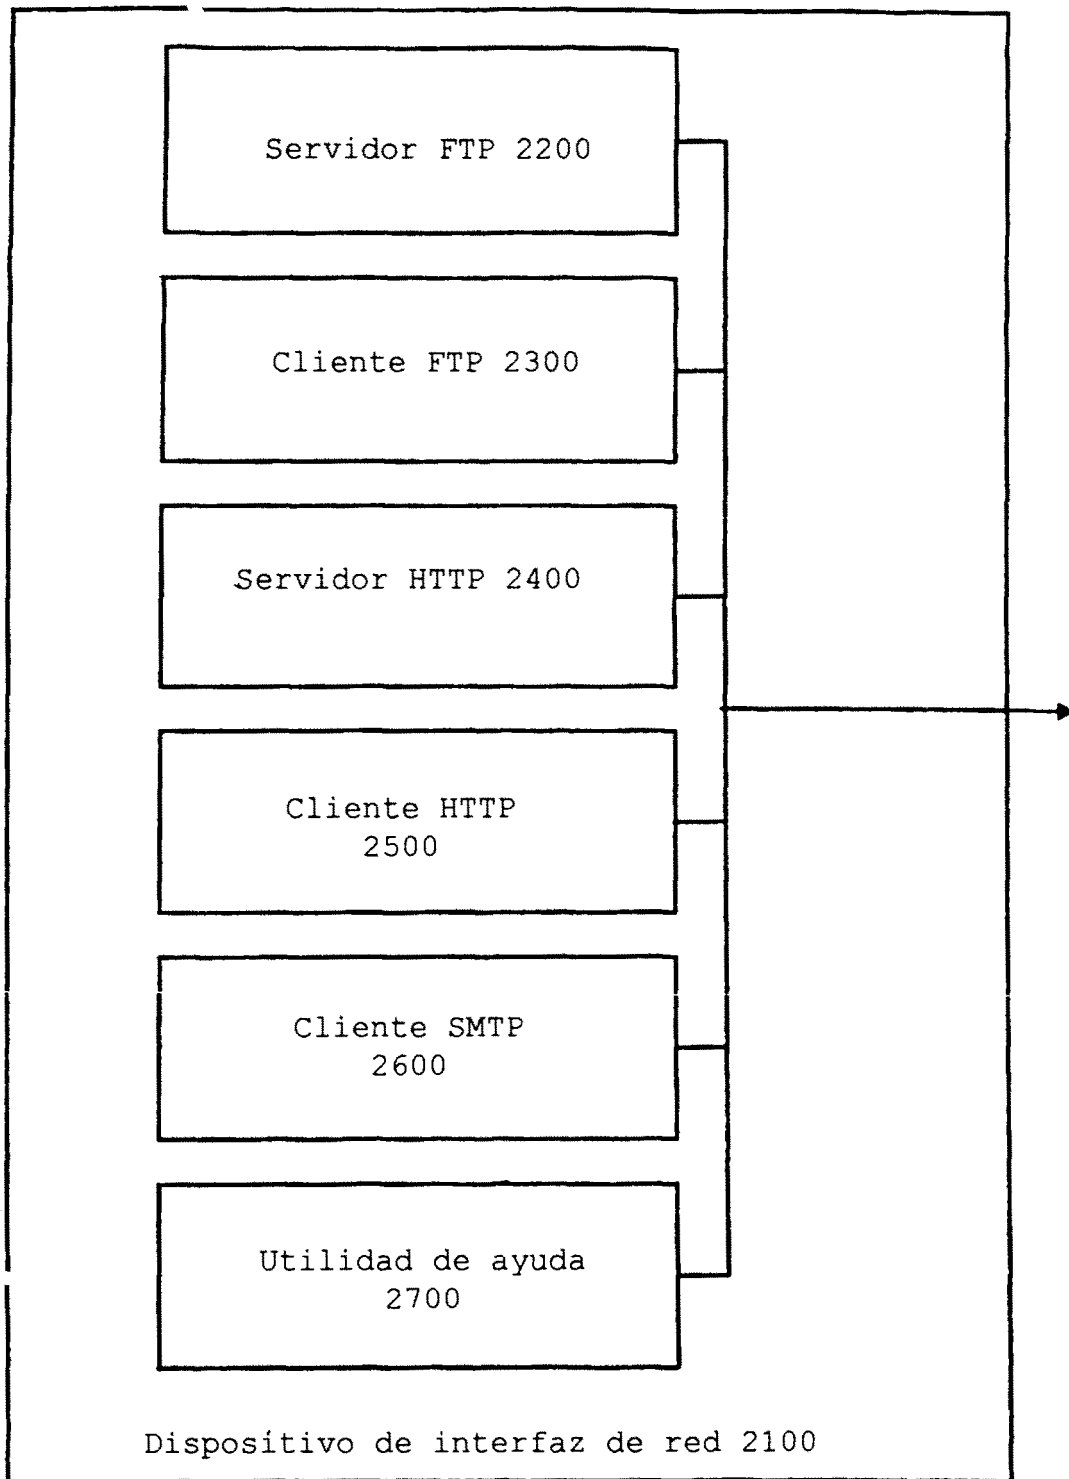 Servidor FTP 2200
Cliente FTP 2300
Servidor HTTP 2400
Cliente HTTP
2500
Cliente SMTP
2600
Utilidad de ayuda
2700
Disposítivo de interfaz de red 2100